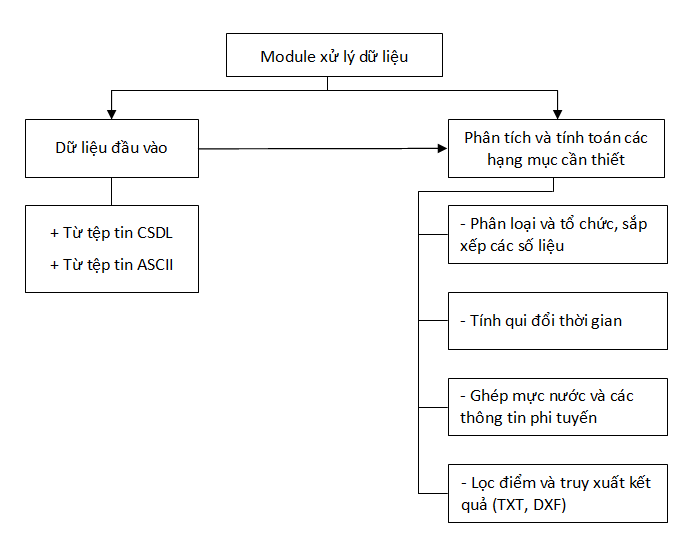 Module xử lý dữ liệu
Dữ liệu đầu vào
Phân tích và tính toán các
hạng mục cần thiết
+ Từ tệp tin CSDL
+ Từ tệp tin ASCII
- Phân loại và tổ chức, sắp
xếp các số liệu
- Tính qui đổi thời gian
- Ghép mực nước và các
thông tin phi tuyến
- Lọc điểm và truy xuất kết
quả (TXT, DXF)